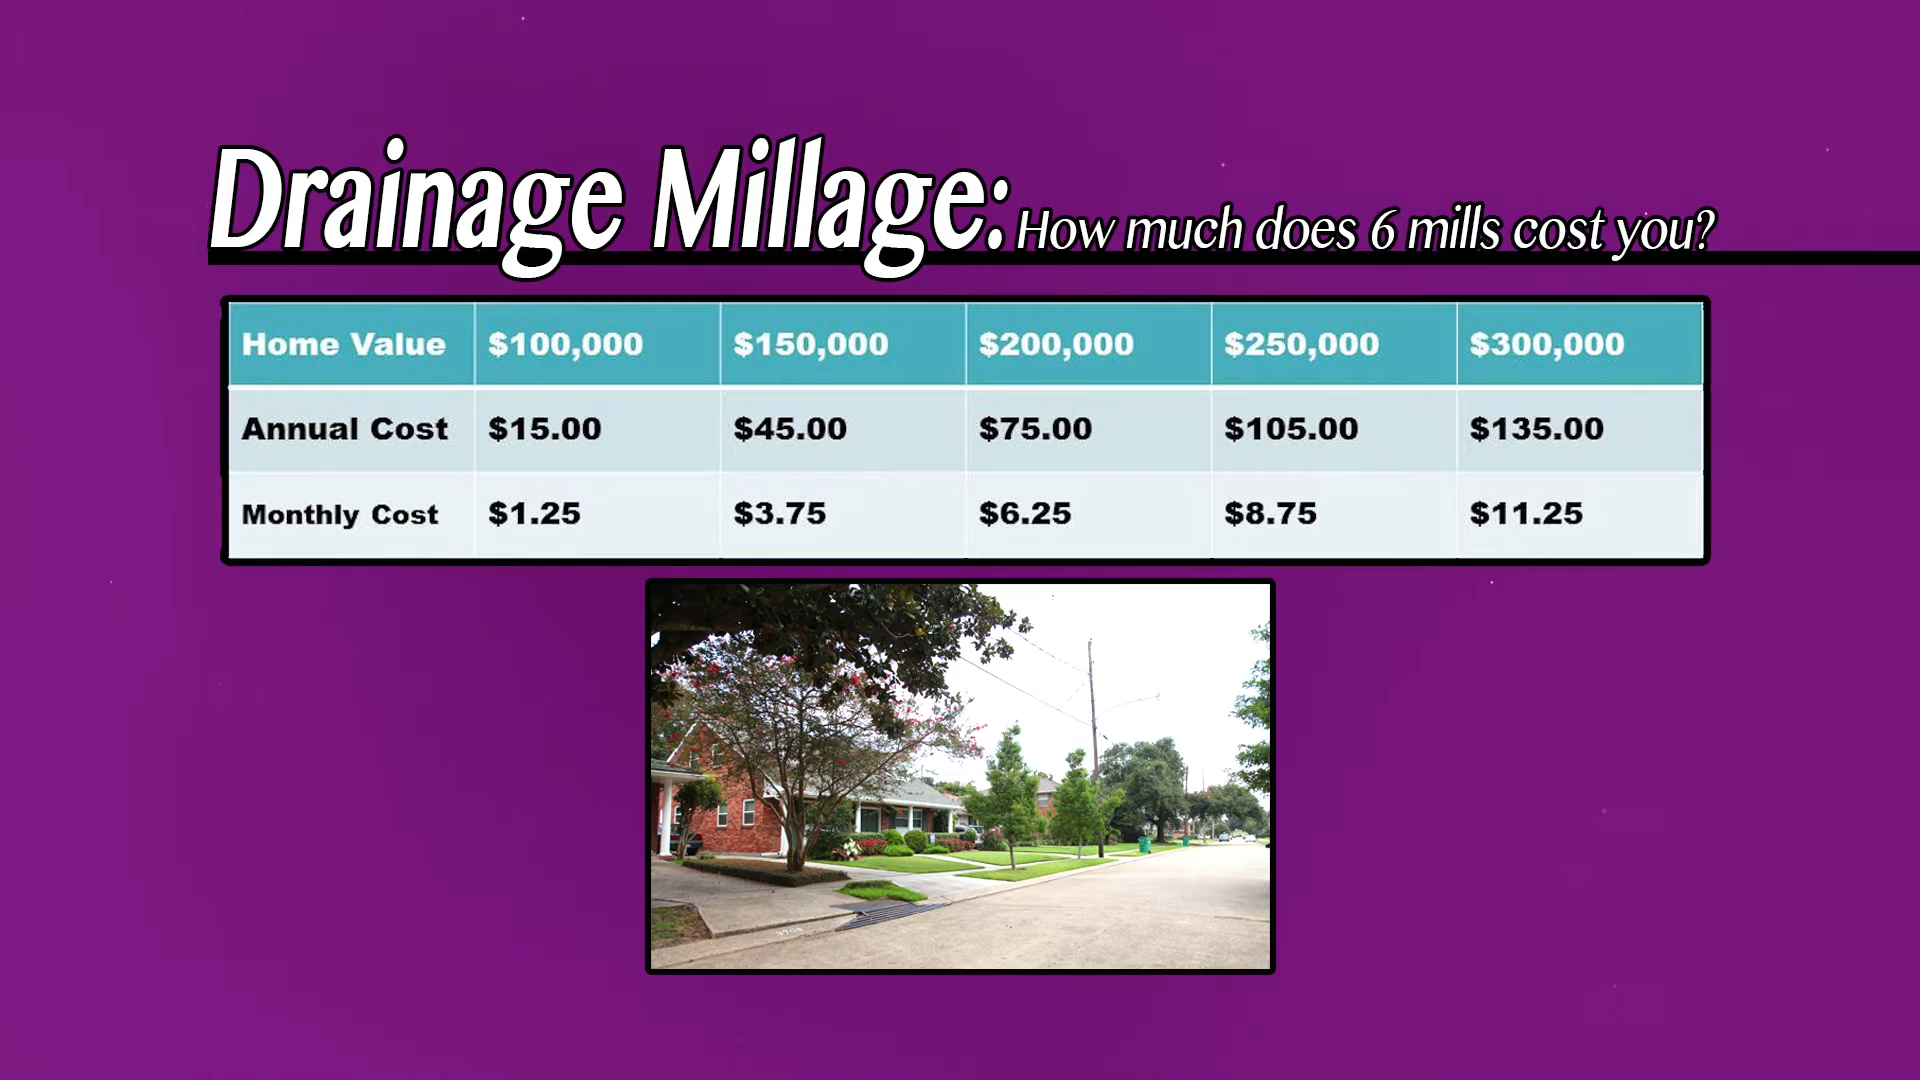 Drainage Millage: How much does 6 mills cost you?
Home Value $100,000 $150,000 $200,000 $250,000 $300,000
Annual Cost $15.00 $45.00 $75.00 $105.00 $135.00
Monthly Cost $1.25 $3.75 $6.25 $8.75 $11.25